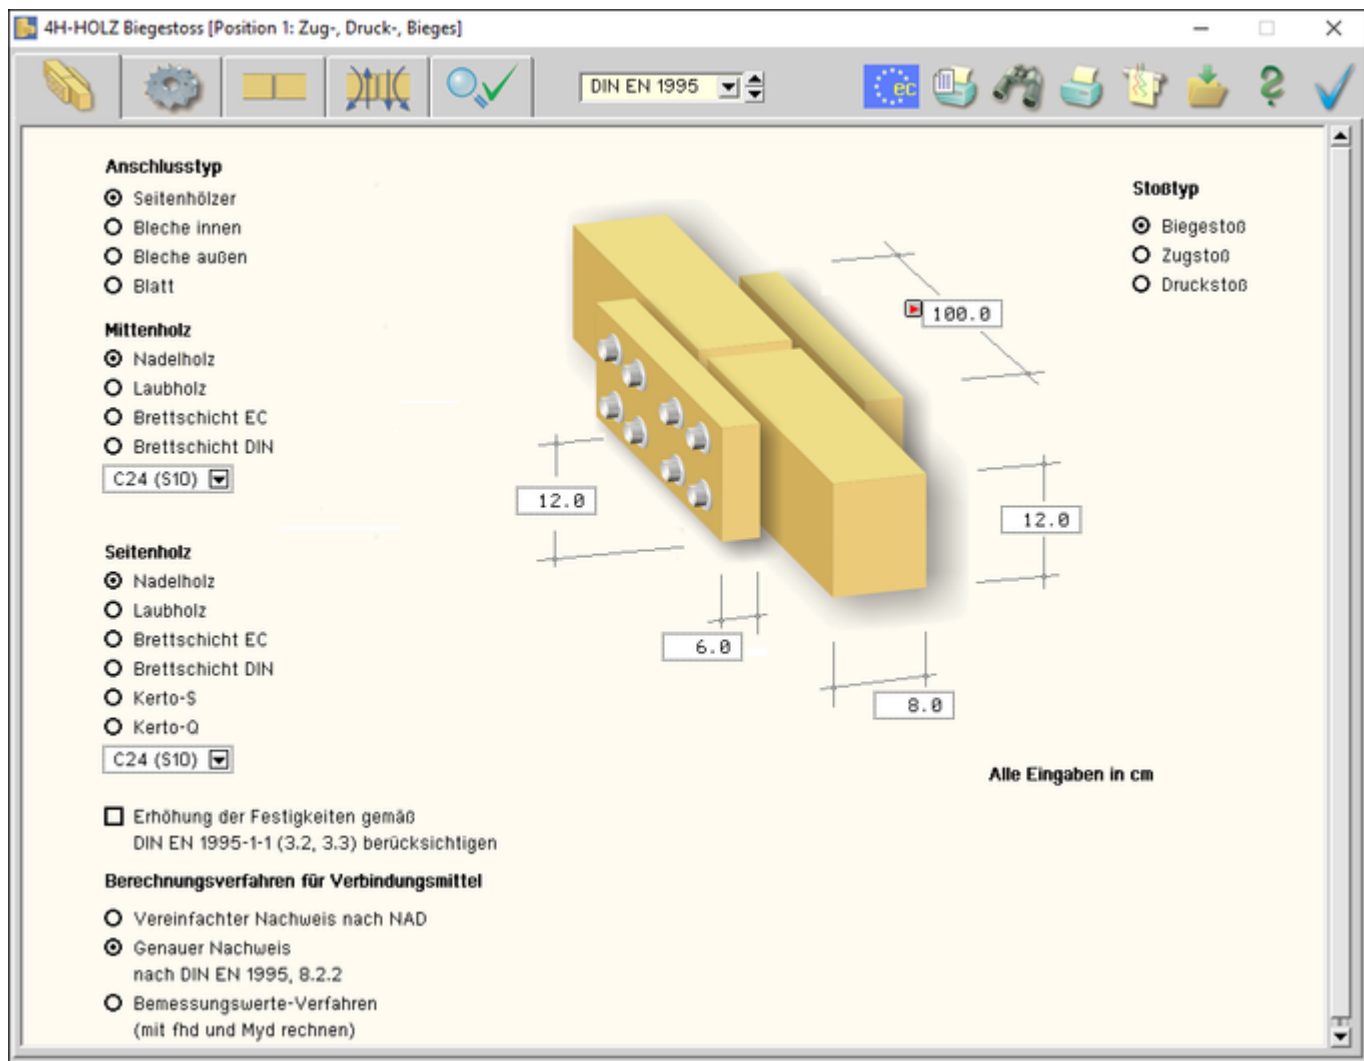 4H-HOLZ Biegestoss [Position 1: Zug-, Druck-, Bieges]
DIN EN 1995
ec
Anschlusstyp
Seitenhölzer
Bleche innen
Bleche außen
Blatt
Mittenholz
Nadelholz
Laubholz
Brettschicht EC
Brettschicht DIN
C24 (S10)
Seitenholz
Nadelholz
Laubholz
Brettschicht EC
Brettschicht DIN
Kerto-S
Kerto-Q
C24 (S10)
Erhöhung der Festigkeiten gemäß
DIN EN 1995-1-1 (3.2, 3.3) berücksichtigen
Berechnungsverfahren für Verbindungsmittel
Vereinfachter Nachweis nach NAD
Genauer Nachweis
nach DIN EN 1995, 8.2.2
Bemessungswerte-Verfahren
(mit fhd und Myd rechnen)
Stoßtyp
Biegestoß
Zugstoß
Druckstoß
100.0
12.0
12.0
6.0
8.0
Alle Eingaben in cm